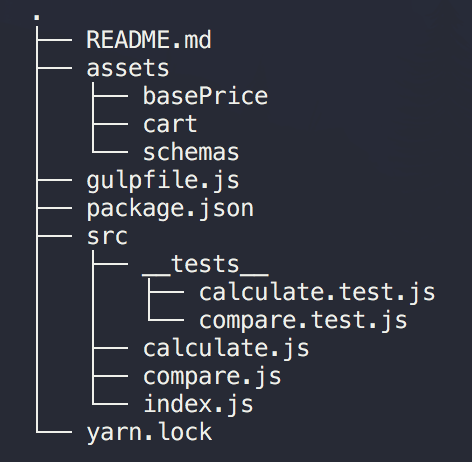 .
├── README.md
├── assets
│   ├── basePrice
│   ├── cart
│   └── schemas
├── gulpfile.js
├── package.json
├── src
│   ├── __tests__
│   │   ├── calculate.test.js
│   │   └── compare.test.js
│   ├── calculate.js
│   ├── compare.js
│   └── index.js
└── yarn.lock